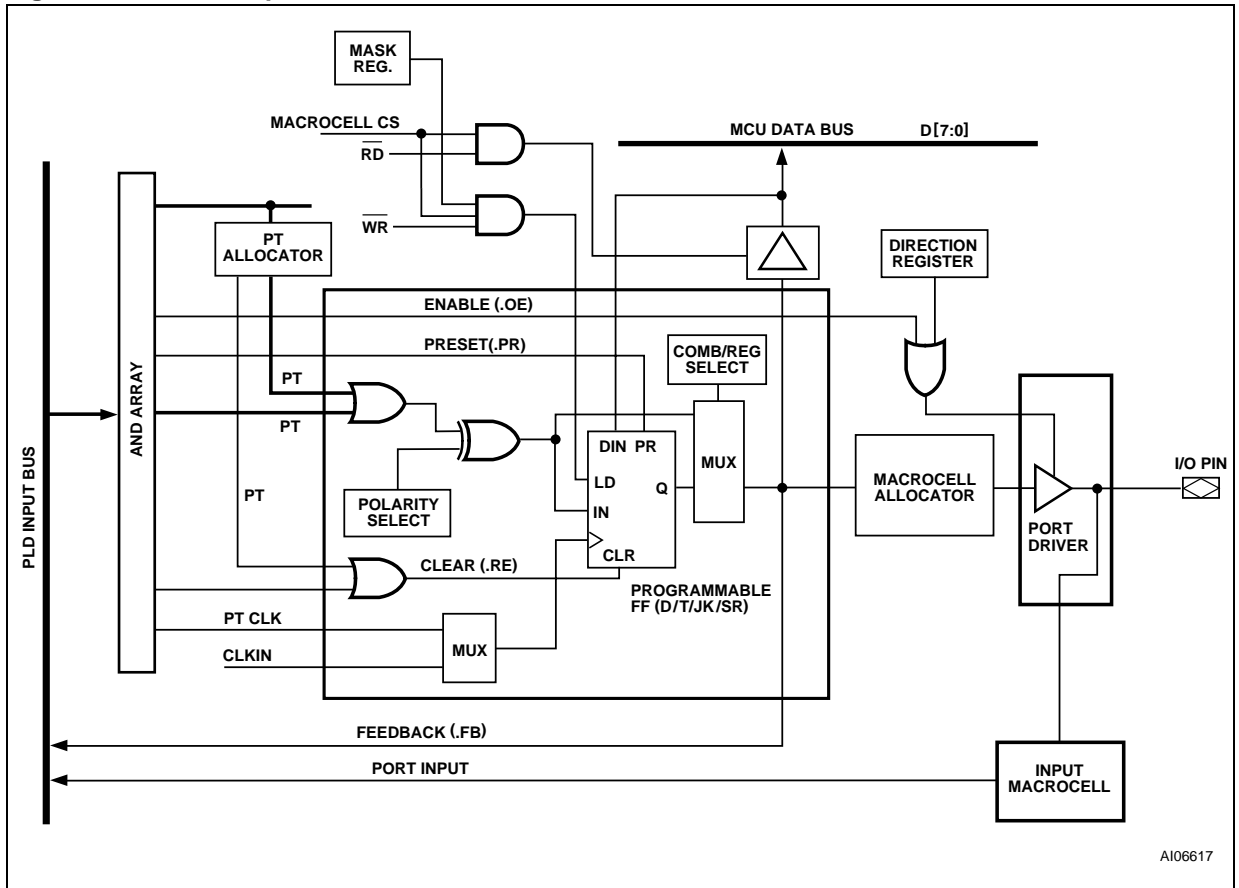 MASK
REG.
MACROCELL CS
RD
WR
MCU DATA BUS
D[7:0]
PT
ALLOCATOR
DIRECTION
REGISTER
ENABLE (.OE)
PRESET(.PR)
COMB/REG
SELECT
PT
PT
AND ARRAY
DIN PR
MUX
LD
Q
IN
CLR
POLARITY
SELECT
MACROCELL
ALLOCATOR
I/O PIN
PORT
DRIVER
PLD INPUT BUS
PT
CLEAR (.RE)
PROGRAMMABLE
FF (D/T/JK/SR)
PT CLK
MUX
CLKIN
FEEDBACK (.FB)
PORT INPUT
INPUT
MACROCELL
AI06617